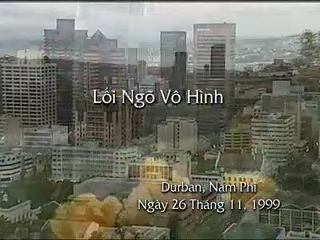 Lối Ngõ Vô Hình
Durban, Nam Phi
Ngày 26 Tháng 11, 1999